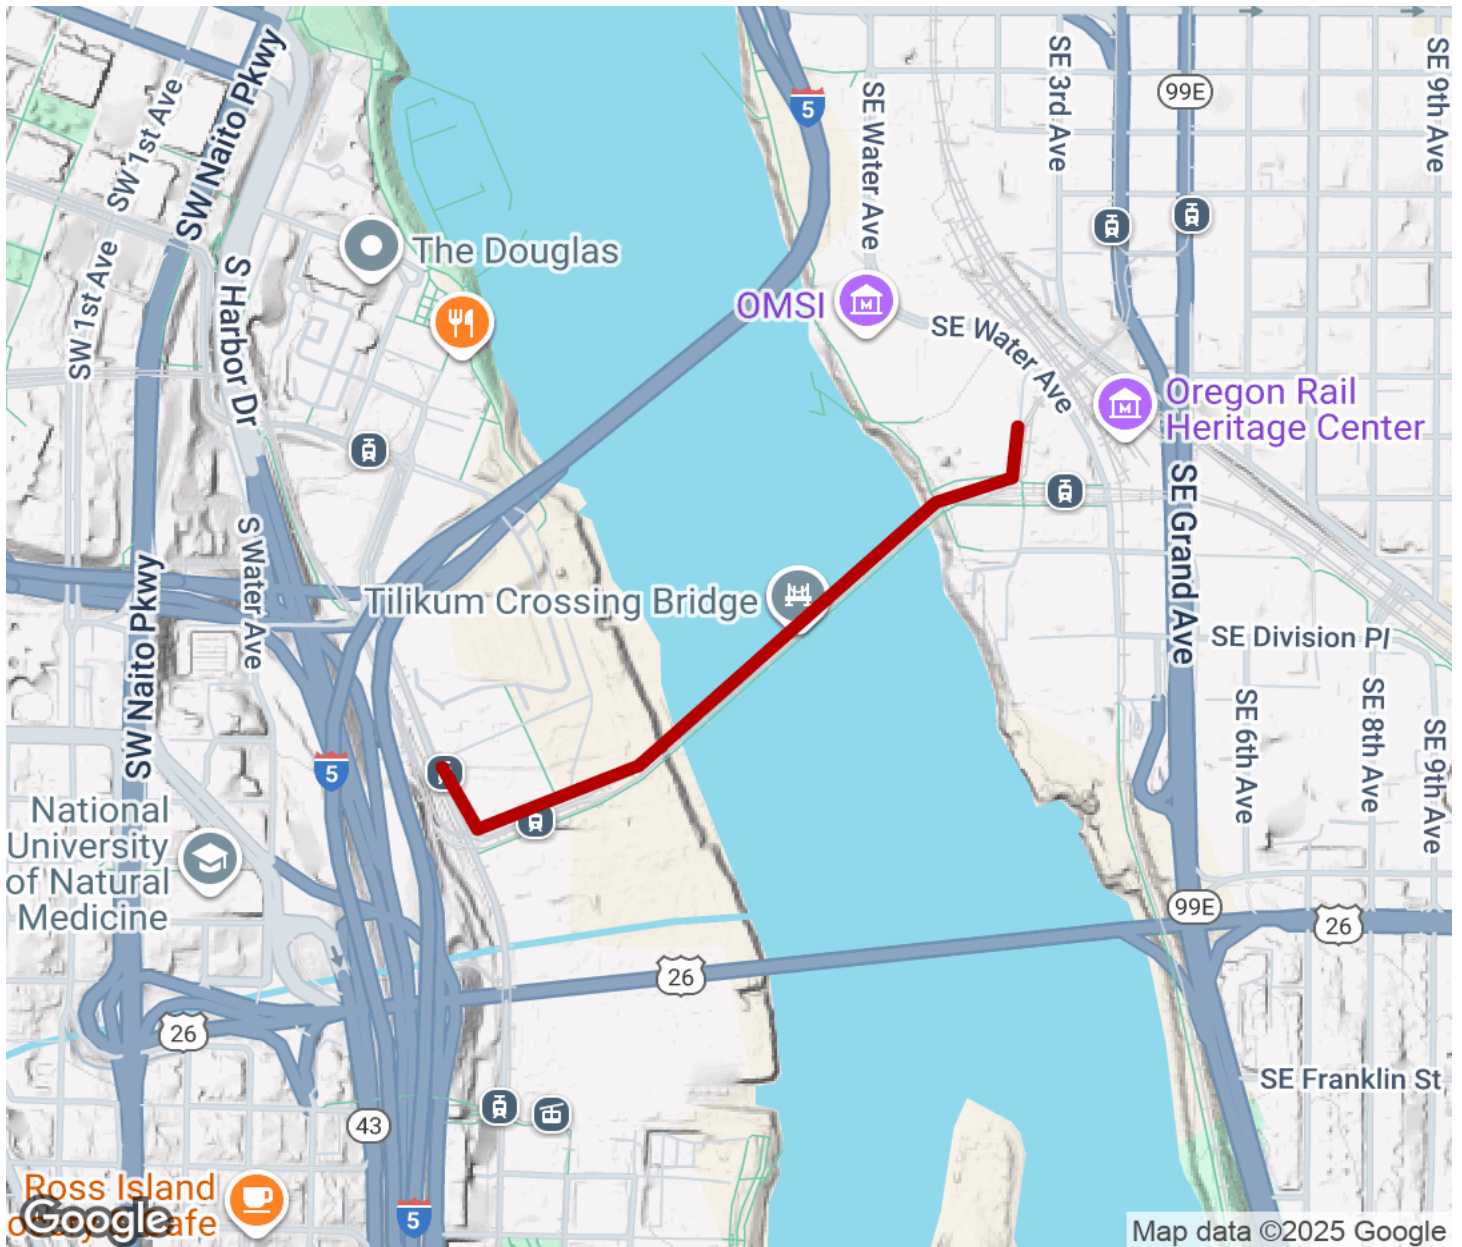 SW Naito Pkwy
SW 1st Ave
SW 1st Ave
S Harbor Dr
The Douglas
5
SE Water Ave
SE 3rd Ave
99E
SE 9th Ave
OMSI
SE Water Ave
Oregon Rail
Heritage Center
SE Grand Ave
S Water Ave
SW Naito Pkwy
Tilikum Crossing Bridge
SE Division Pl
SE 6th Ave
SE 8th Ave
SE 9th Ave
5
National
University
of Natural
Medicine
99E
26
26
26
43
SE Franklin St
Ross Island
5
Google
Map data ©2025 Google